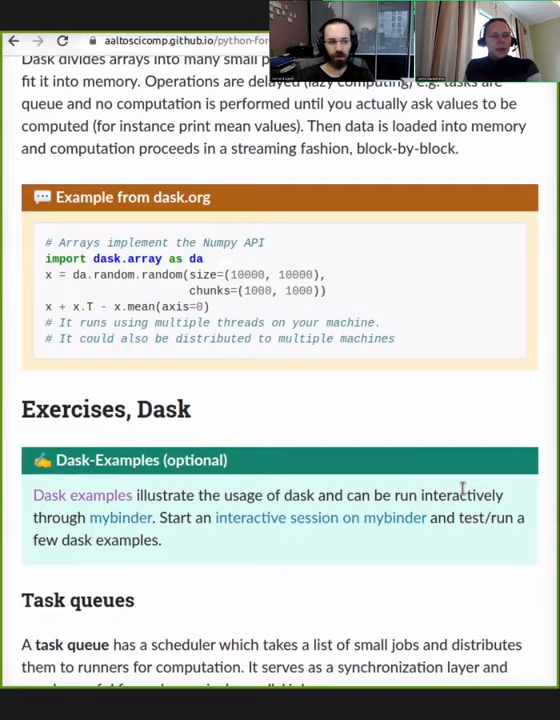 aaltoscicomp.github.io/python-for
Dask divides arrays into many small p
fit it into memory. Operations are delayed (lazy computing) e.g. tasks are
queue and no computation is performed until you actually ask values to be
computed (for instance print mean values). Then data is loaded into memory
and computation proceeds in a streaming fashion, block-by-block.
💬 Example from dask.org
# Arrays implement the Numpy API
import dask.array as da
x = da.random.random(size=(10000, 10000),
chunks=(1000, 1000))
x + x.T - x.mean(axis=0)
# It runs using multiple threads on your machine.
# It could also be distributed to multiple machines
Exercises, Dask
✍ Dask-Examples (optional)
Dask examples illustrate the usage of dask and can be run interactively
through mybinder. Start an interactive session on mybinder and test/run a
few dask examples.
Task queues
A task queue has a scheduler which takes a list of small jobs and distributes
them to runners for computation. It serves as a synchronization layer and